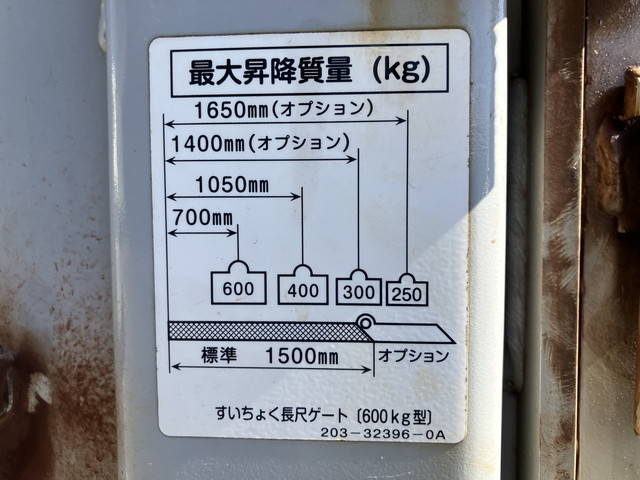 最大昇降質量 (kg)
1650mm(オプション)
1400mm(オプション)
1050mm
700mm
600 400 300 250
標準 1500mm オプション
すいちょく長尺ゲート〔600kg型〕
203-32396-0A